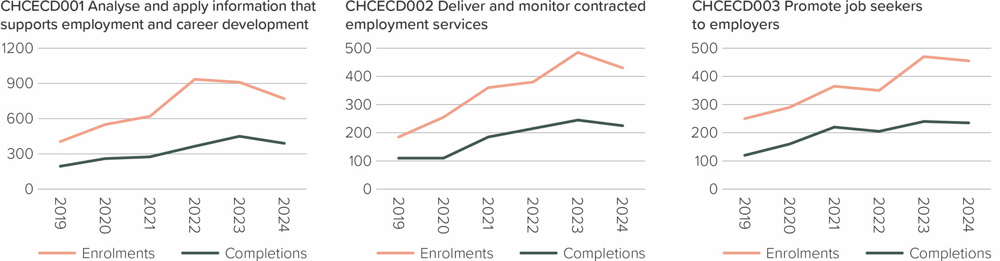 CHCECD001 Analyse and apply information that
supports employment and career development
1200
900
600
300
0
2019
2020
2021
2022
2023
2024
Enrolments
Completions
CHCECD002 Deliver and monitor contracted
employment services
500
400
300
200
100
0
2019
2020
2021
2022
2023
2024
Enrolments
Completions
CHCECD003 Promote job seekers
to employers
500
400
300
200
100
0
2019
2020
2021
2022
2023
2024
Enrolments
Completions